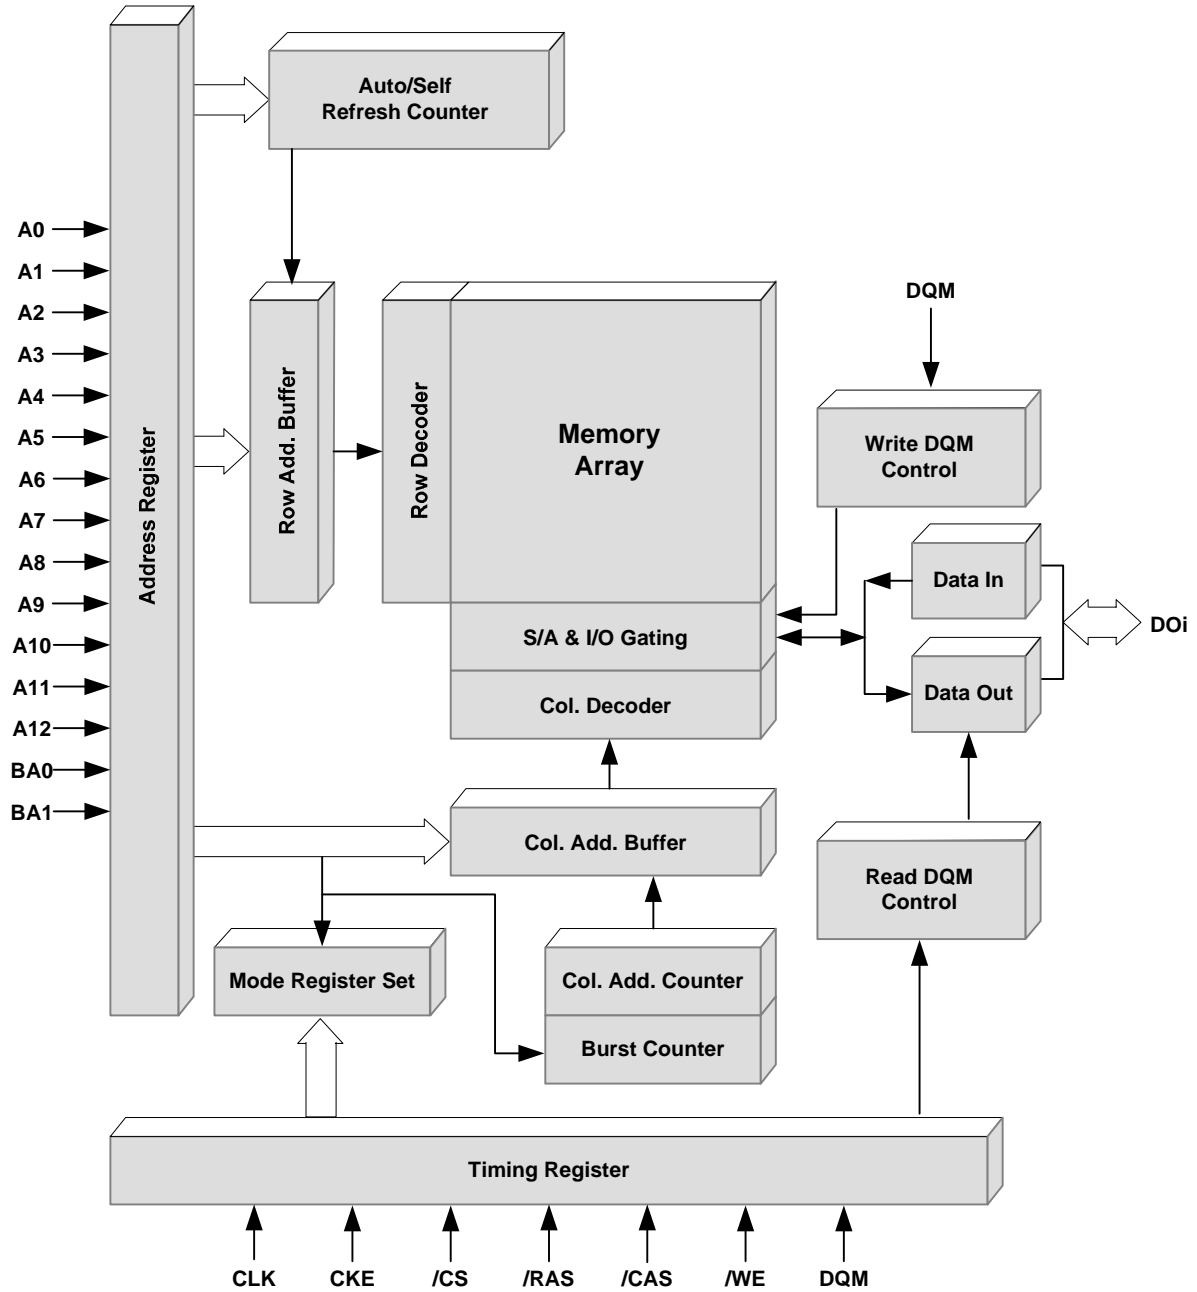 Auto/Self
Refresh Counter
A0
A1
A2
A3
A4
A5
A6
A7
A8
A9
A10
A11
A12
BA0
BA1
Address Register
Row Add. Buffer
Row Decoder
Memory
Array
S/A & I/O Gating
Col. Decoder
DQM
Write DQM
Control
Data In
Data Out
DOi
Col. Add. Buffer
Read DQM
Control
Mode Register Set
Col. Add. Counter
Burst Counter
Timing Register
CLK
CKE
/CS
/RAS
/CAS
/WE
DQM